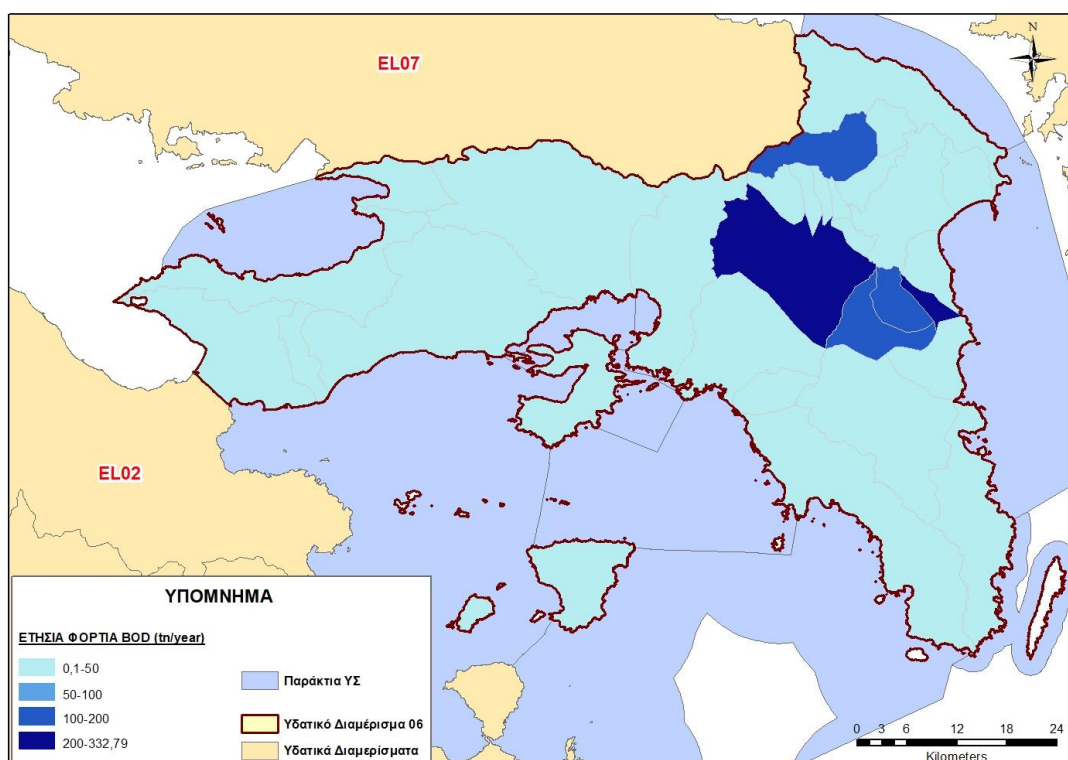 N
EL07
EL02
ΥΠΟΜΝΗΜΑ
ΕΤΗΣΙΑ ΦΟΡΤΙΑ BOD (tn/year)
0,1-50
50-100
100-200
200-332,79
Παράκτια ΥΣ
Υδατικό Διαμέρισμα 06
Υδατικά Διαμερίσματα
0 3 6 12 18 24
Kilometers